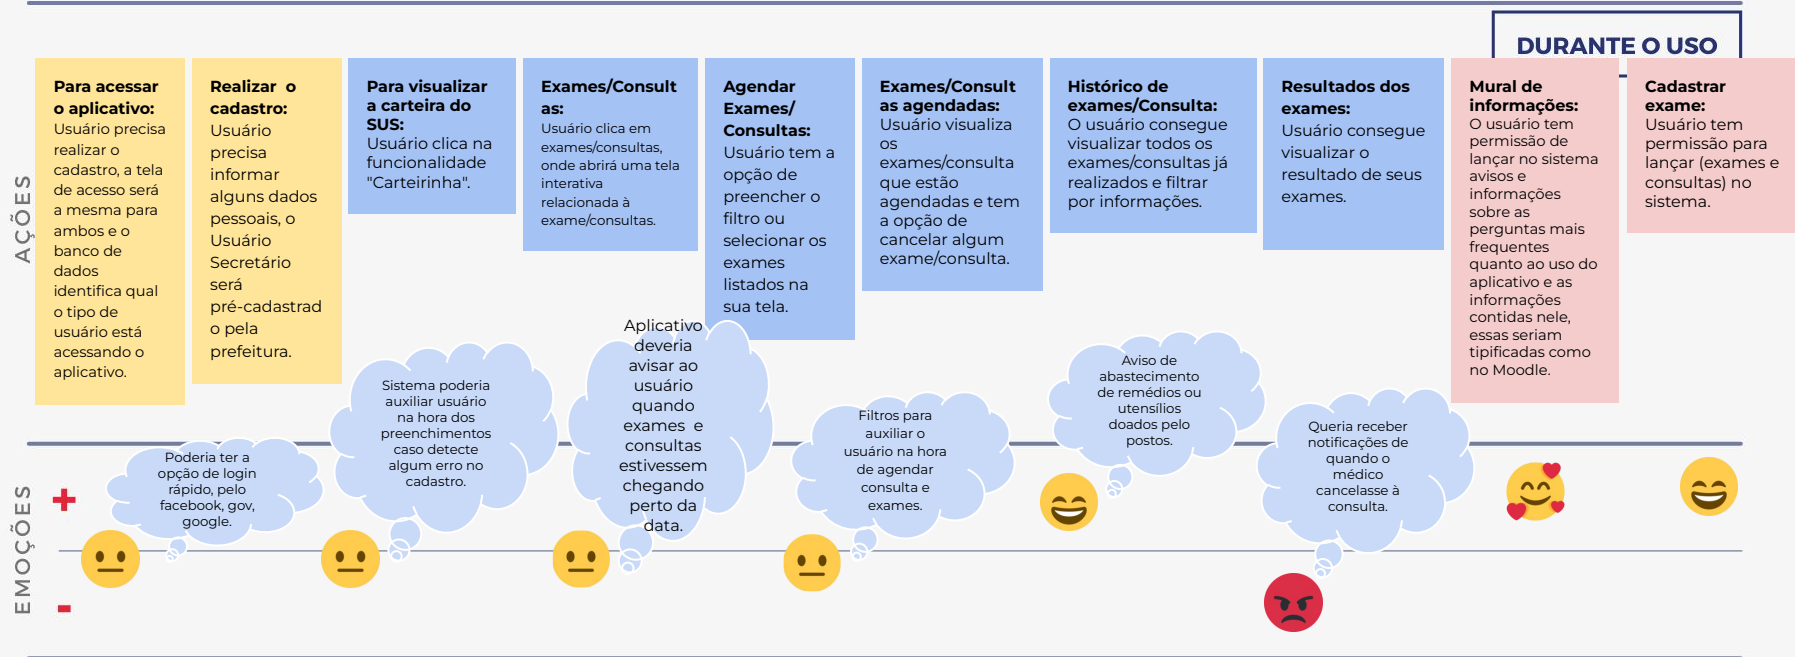 DURANTE O USO
AÇÕES
Para acessar
o aplicativo:
Usuário precisa
realizar o
cadastro, a tela
de acesso será
a mesma para
ambos e o
banco de
dados
identifica qual
o tipo de
usuário está
acessando o
aplicativo.
Realizar o
cadastro:
Usuário
precisa
informar
alguns dados
pessoais, o
Usuário
Secretário
será
pré-cadastrad
o pela
prefeitura.
Para visualizar
a carteira do
SUS:
Usuário clica na
funcionalidade
"Carteirinha".
Exames/Consult
as:
Usuário clica em
exames/consultas,
onde abrirá uma tela
interativa
relacionada à
exame/consultas.
Agendar
Exames/
Consultas:
Usuário tem a
opção de
preencher o
filtro ou
selecionar os
exames
listados na
sua tela.
Exames/Consult
as agendadas:
Usuário visualiza
os
exames/consulta
que estão
agendadas e tem
a opção de
cancelar algum
exame/consulta.
Histórico de
exames/Consulta:
O usuário consegue
visualizar todos os
exames/consultas já
realizados e filtrar
por informações.
Resultados dos
exames:
Usuário consegue
visualizar o
resultado de seus
exames.
Mural de
informações:
O usuário tem
permissão de
lançar no sistema
avisos e
informações
sobre as
perguntas mais
frequentes
quanto ao uso do
aplicativo e as
informações
contidas nele,
essas seriam
tipificadas como
no Moodle.
Cadastrar
exame:
Usuário tem
permissão para
lançar (exames e
consultas) no
sistema.
EMOÇÕES
+
-
Poderia ter a
opção de login
rápido, pelo
facebook, gov,
google.
Sistema poderia
auxiliar usuário
na hora dos
preenchimentos
caso detecte
algum erro no
cadastro.
Aplicativo
deveria
avisar ao
usuário
quando
exames e
consultas
estivessem
chegando
perto da
data.
Filtros para
auxiliar o
usuário na hora
de agendar
consulta e
exames.
Aviso de
abastecimento
de remédios ou
utensílios
doados pelo
postos.
Queria receber
notificações de
quando o
médico
cancelasse à
consulta.